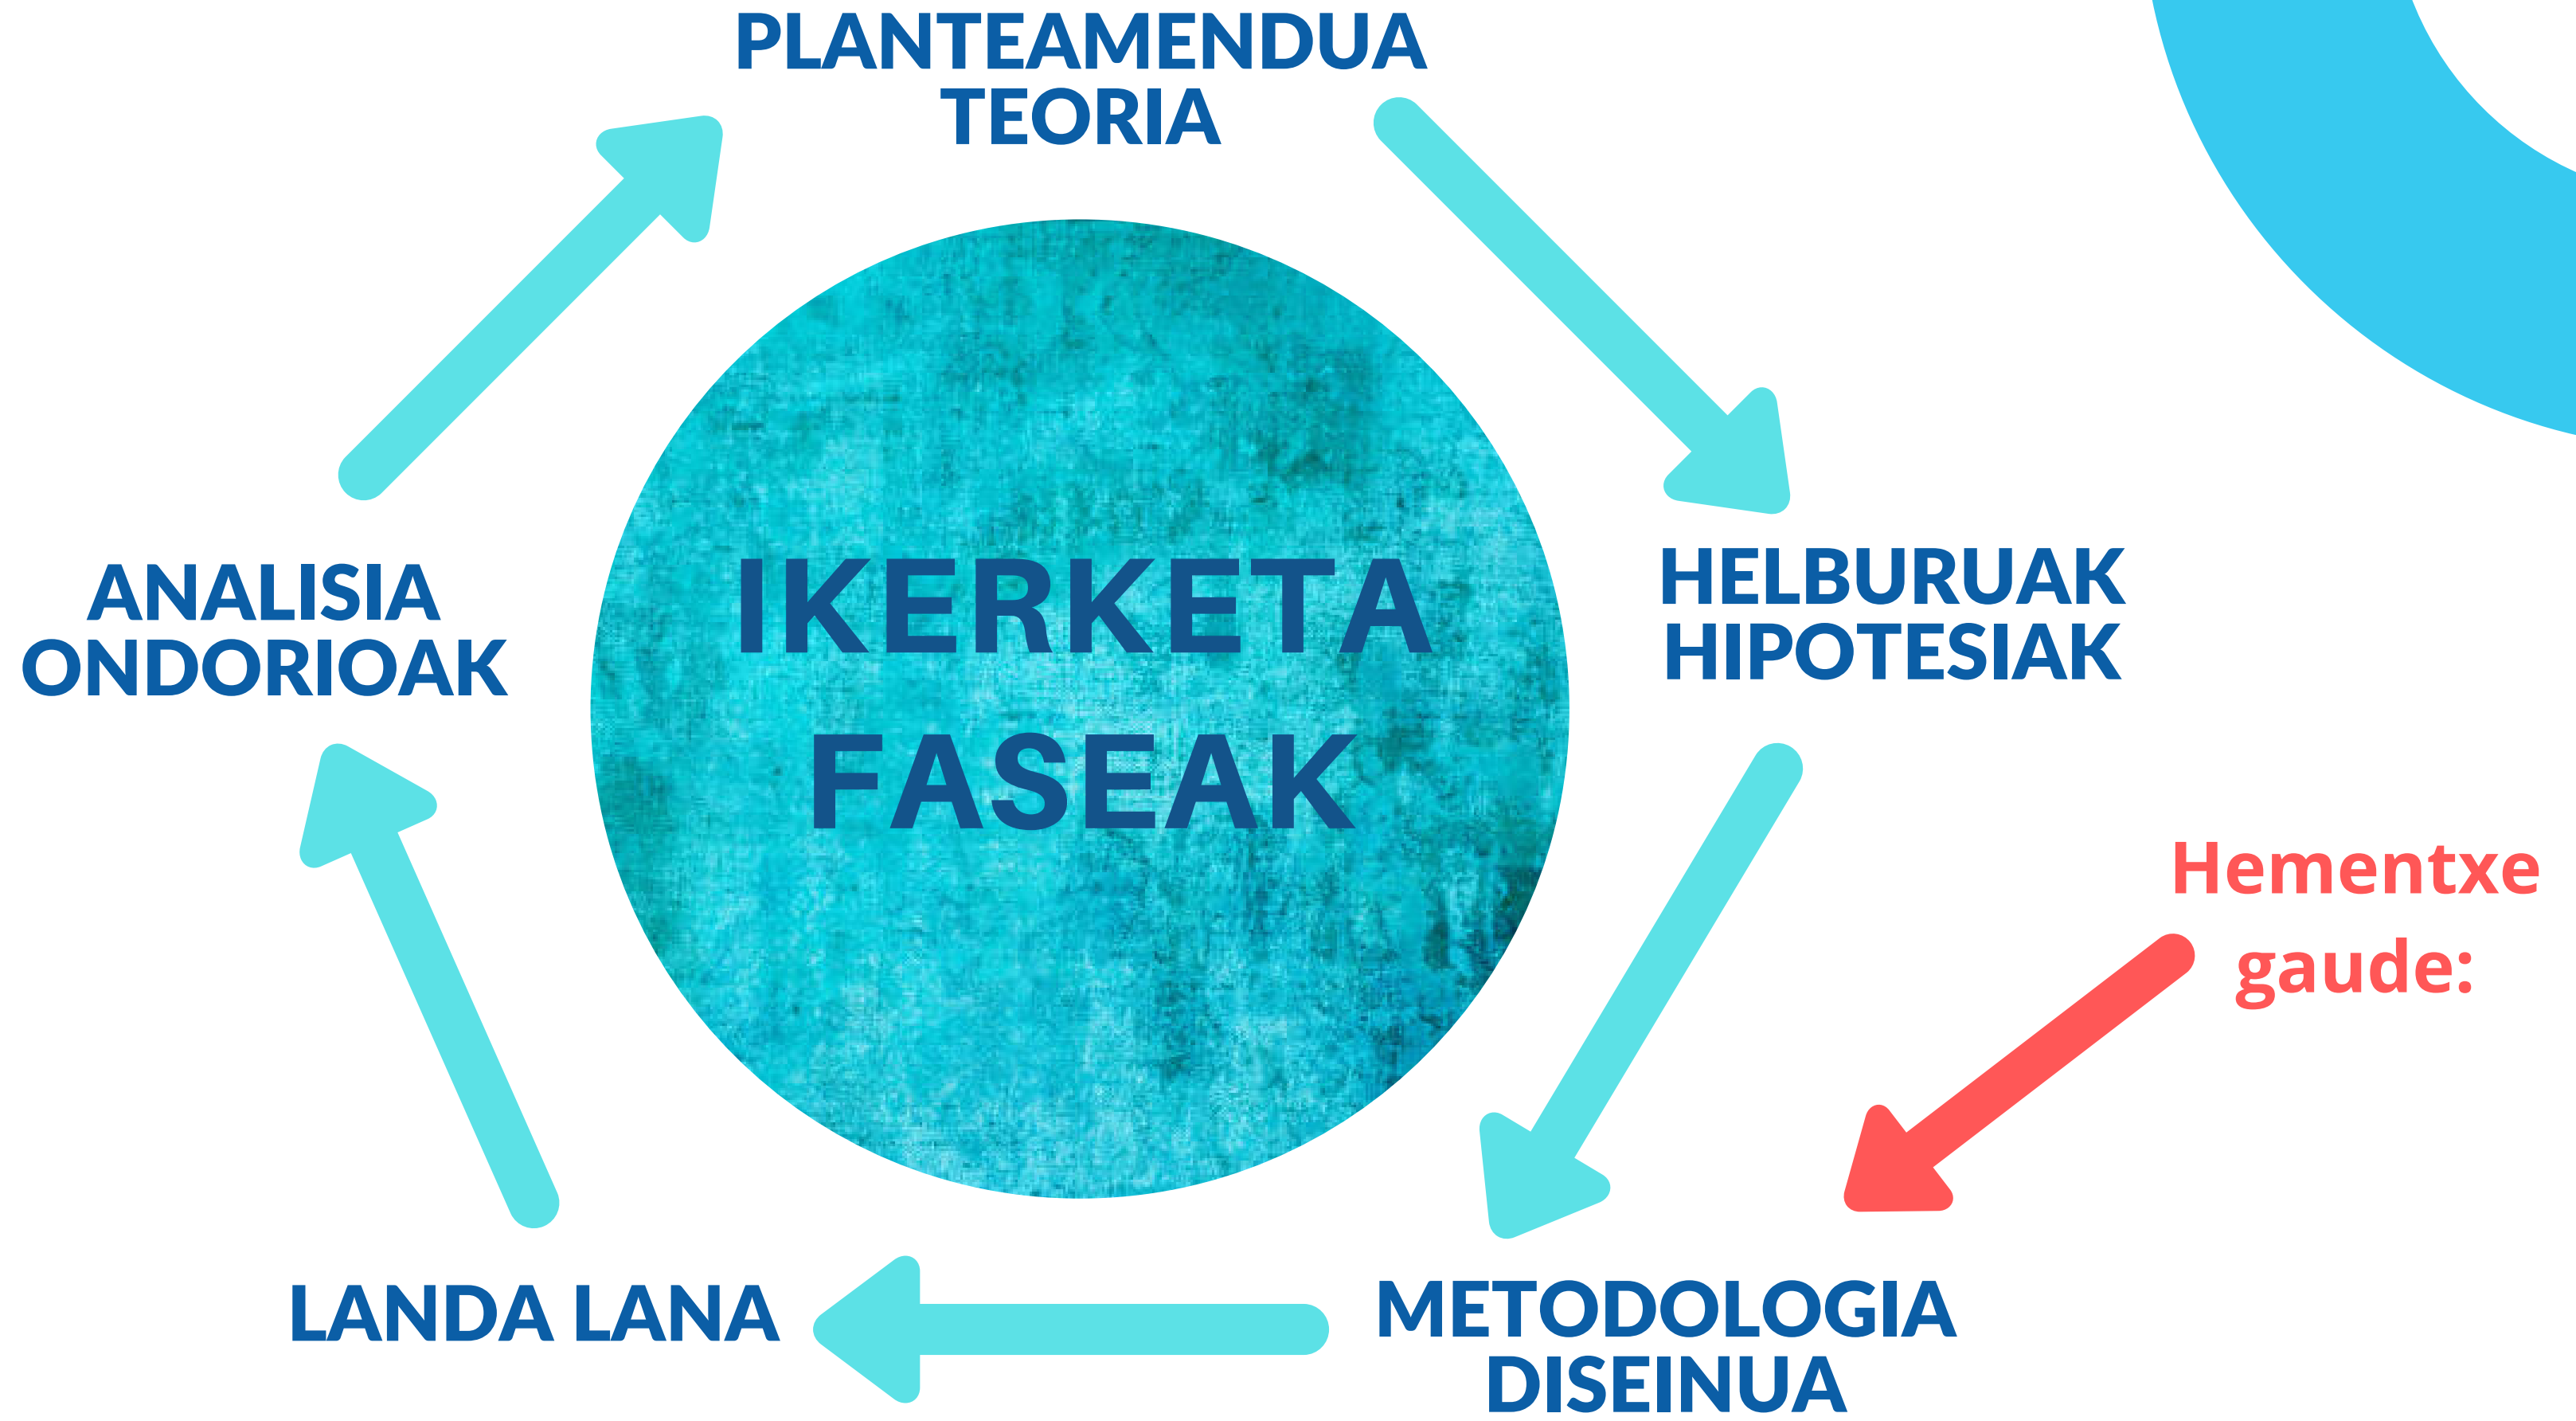 PLANTEAMENDUA
TEORIA
IKERKETA
FASEAK
HELBURUAK
HIPOTESIAK
Hementxe
gaude:
METODOLOGIA
DISEINUA
LANDA LANA
ANALISIA
ONDORIOAK